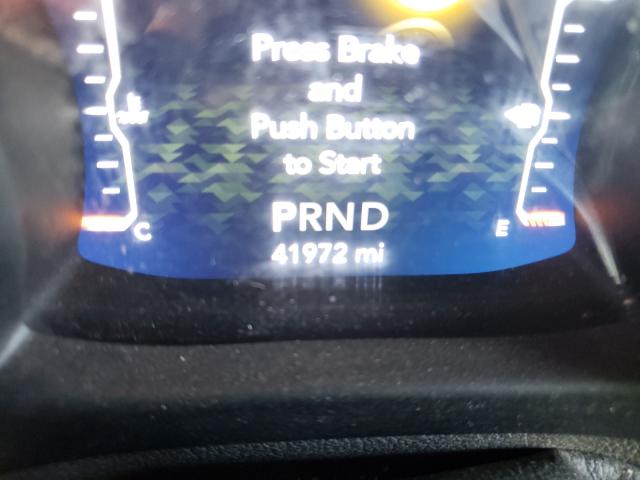 Press Brake
and
Push Button
to Start
PRND
C
E
41972 mi